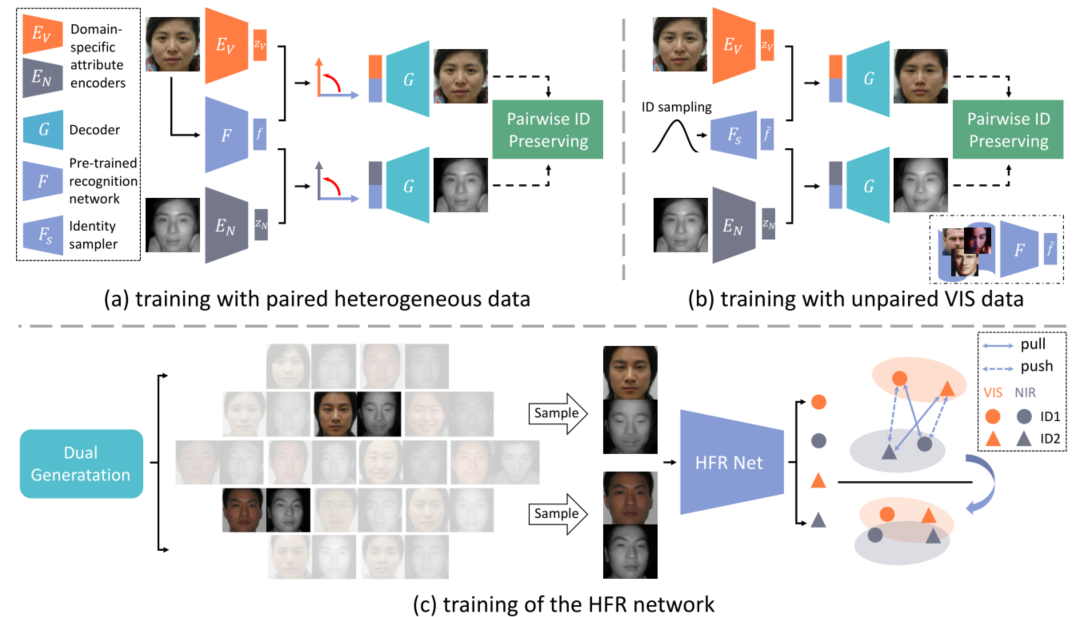 E_V
Domain-
specific
attribute
encoders
E_N
G
Decoder
F
Pre-trained
recognition
network
F_S
Identity
sampler
E_V
z_V
F
f
E_N
z_N
G
G
Pairwise ID
Preserving
(a) training with paired heterogeneous data
E_V
z_V
ID sampling
F_S
f̃
E_N
z_N
G
G
Pairwise ID
Preserving
F
f̃
(b) training with unpaired VIS data
Dual
Generatation
Sample
Sample
HFR Net
pull
push
VIS NIR
ID1
ID2
(c) training of the HFR network